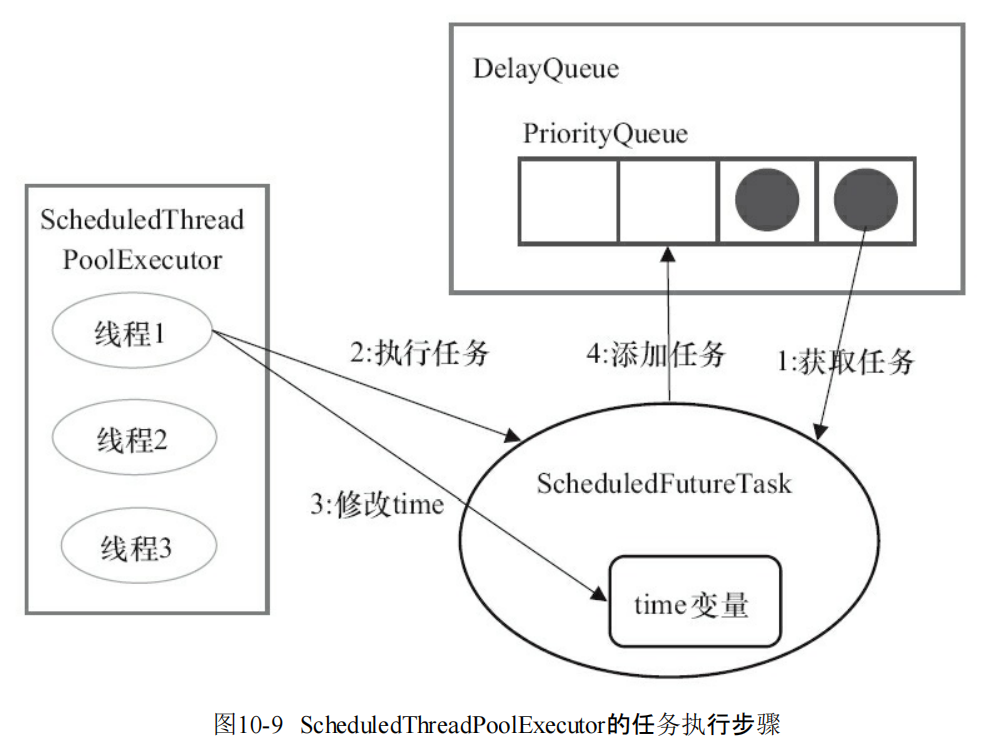 DelayQueue
PriorityQueue
ScheduledThread
PoolExecutor
线程1
线程2
线程3
2:执行任务
4:添加任务
1:获取任务
3:修改time
ScheduledFutureTask
time变量
图10-9 ScheduledThreadPoolExecutor的任务执行步骤